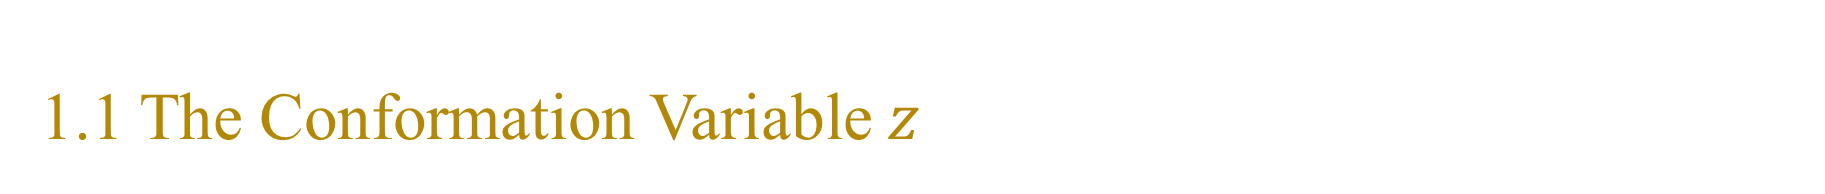 1.1 The Conformation Variable z